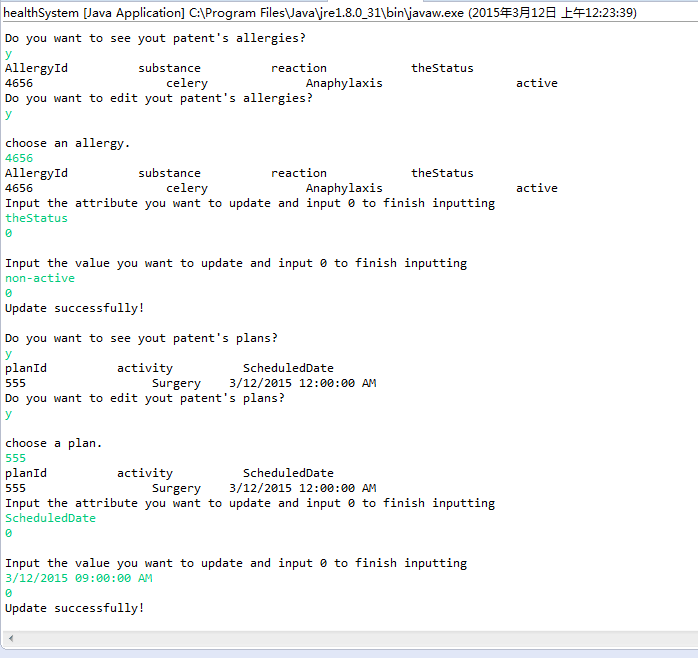 healthSystem [Java Application] C:\Program Files\Java\jre1.8.0_31\bin\javaw.exe (2015年3月12日 上午12:23:39)
Do you want to see yout patent's allergies?
y
AllergyId substance reaction theStatus
4656 celery Anaphylaxis active
Do you want to edit yout patent's allergies?
y
choose an allergy.
4656
AllergyId substance reaction theStatus
4656 celery Anaphylaxis active
Input the attribute you want to update and input 0 to finish inputting
theStatus
0
Input the value you want to update and input 0 to finish inputting
non-active
0
Update successfully!
Do you want to see yout patent's plans?
y
planId activity ScheduledDate
555 Surgery 3/12/2015 12:00:00 AM
Do you want to edit yout patent's plans?
y
choose a plan.
555
planId activity ScheduledDate
555 Surgery 3/12/2015 12:00:00 AM
Input the attribute you want to update and input 0 to finish inputting
ScheduledDate
0
Input the value you want to update and input 0 to finish inputting
3/12/2015 09:00:00 AM
0
Update successfully!